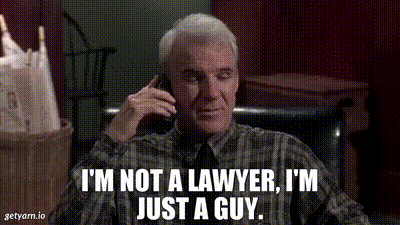 I'M NOT A LAWYER, I'M
JUST A GUY.
getyarn.io